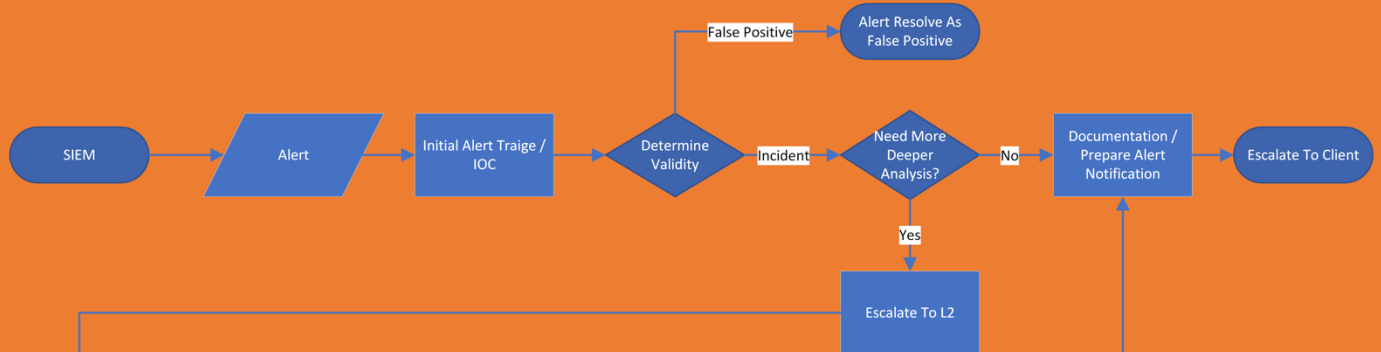 False Positive
Alert Resolve As
False Positive
SIEM
Alert
Initial Alert Traige /
IOC
Determine
Validity
Incident
Need More
Deeper
Analysis?
No
Documentation /
Prepare Alert
Notification
Escalate To Client
Yes
Escalate To L2